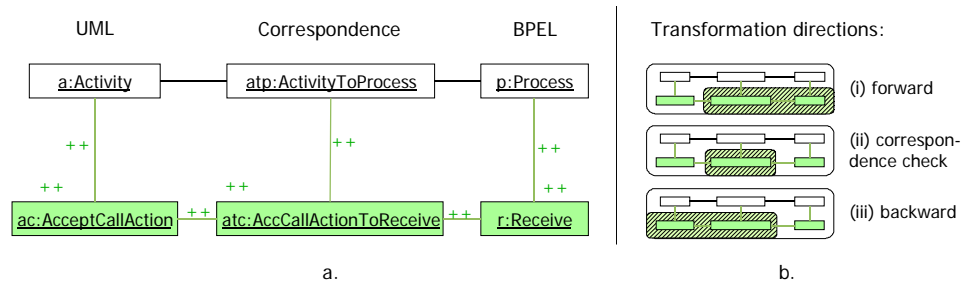 UML Correspondence BPEL
a:Activity atp:ActivityToProcess p:Process
++ ++ ++
++ ++ ++
ac:AcceptCallAction ++ atc:AccCallActionToReceive ++ r:Receive
a.
Transformation directions:
(i) forward
(ii) correspon-
dence check
(iii) backward
b.